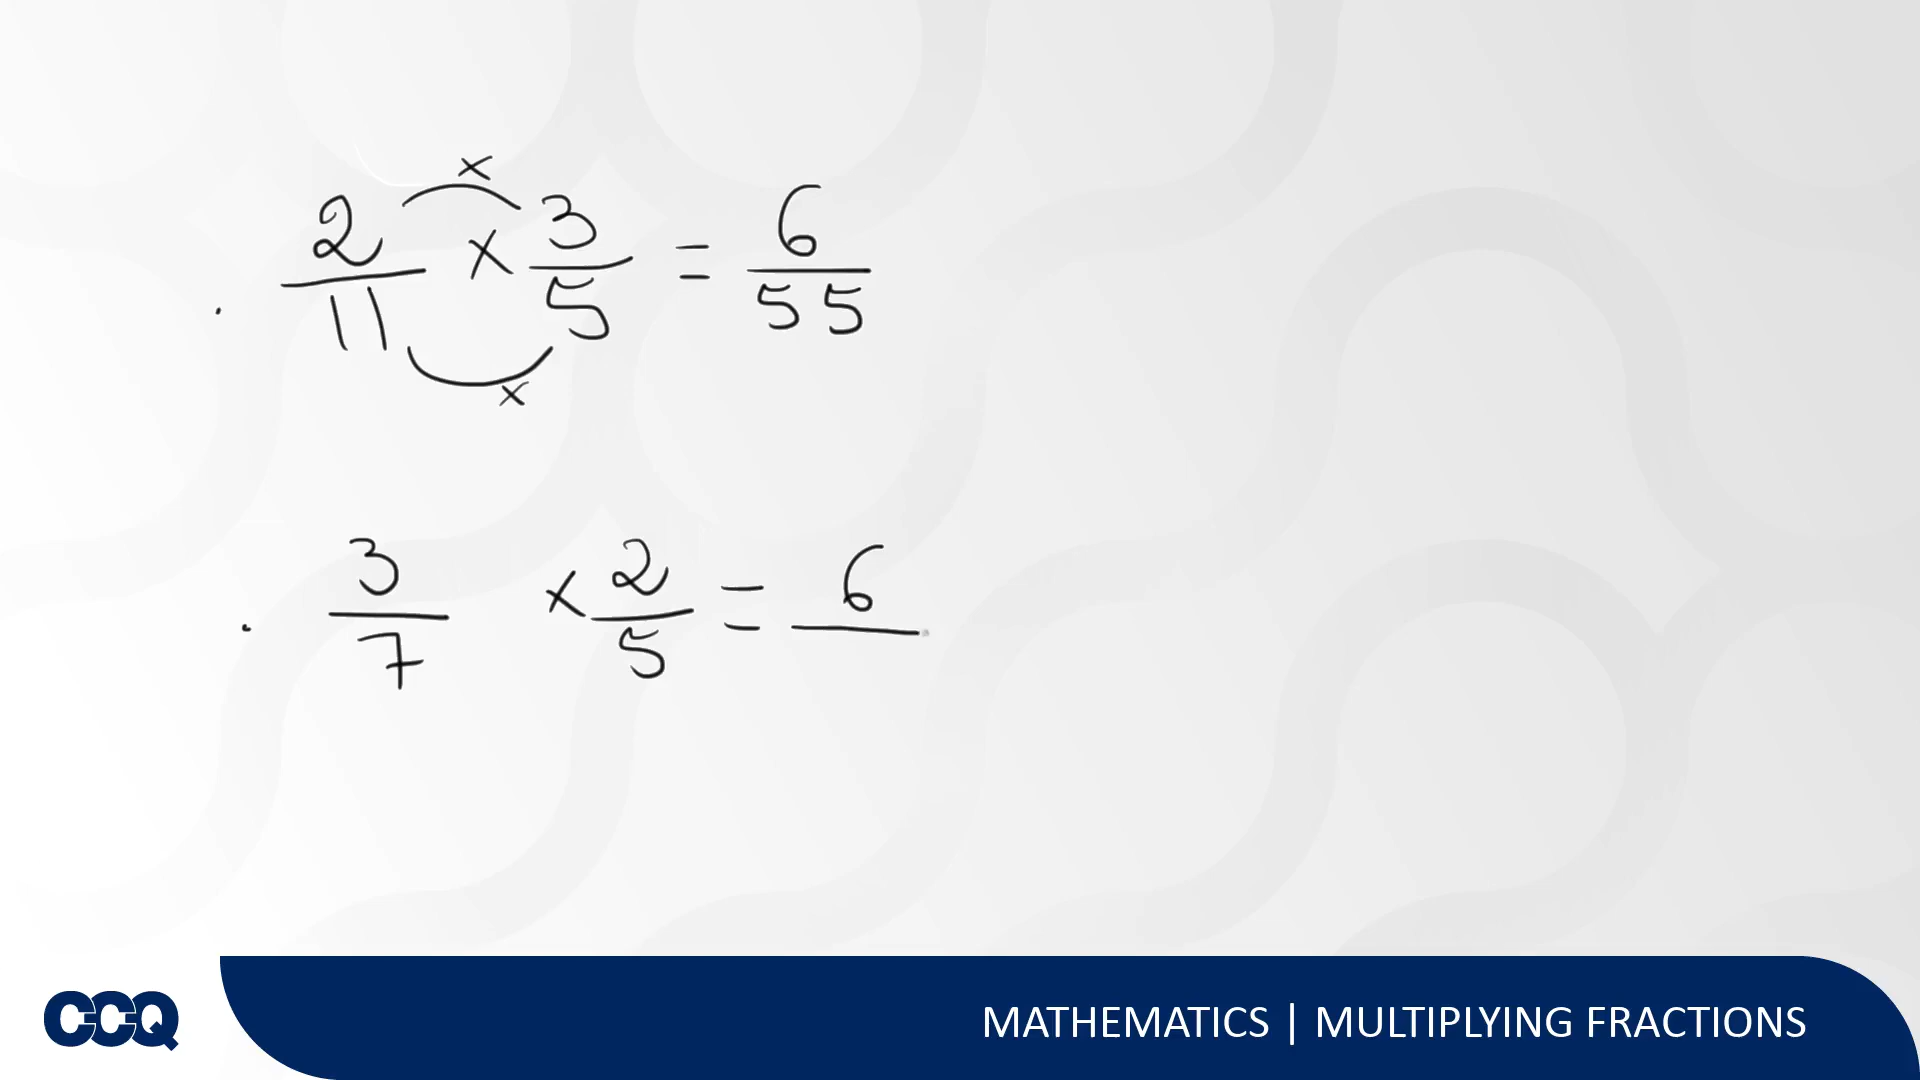 . 2/11 × 3/5 = 6/55
×
×
. 3/7 × 2/5 = 6/
CCQ
MATHEMATICS | MULTIPLYING FRACTIONS